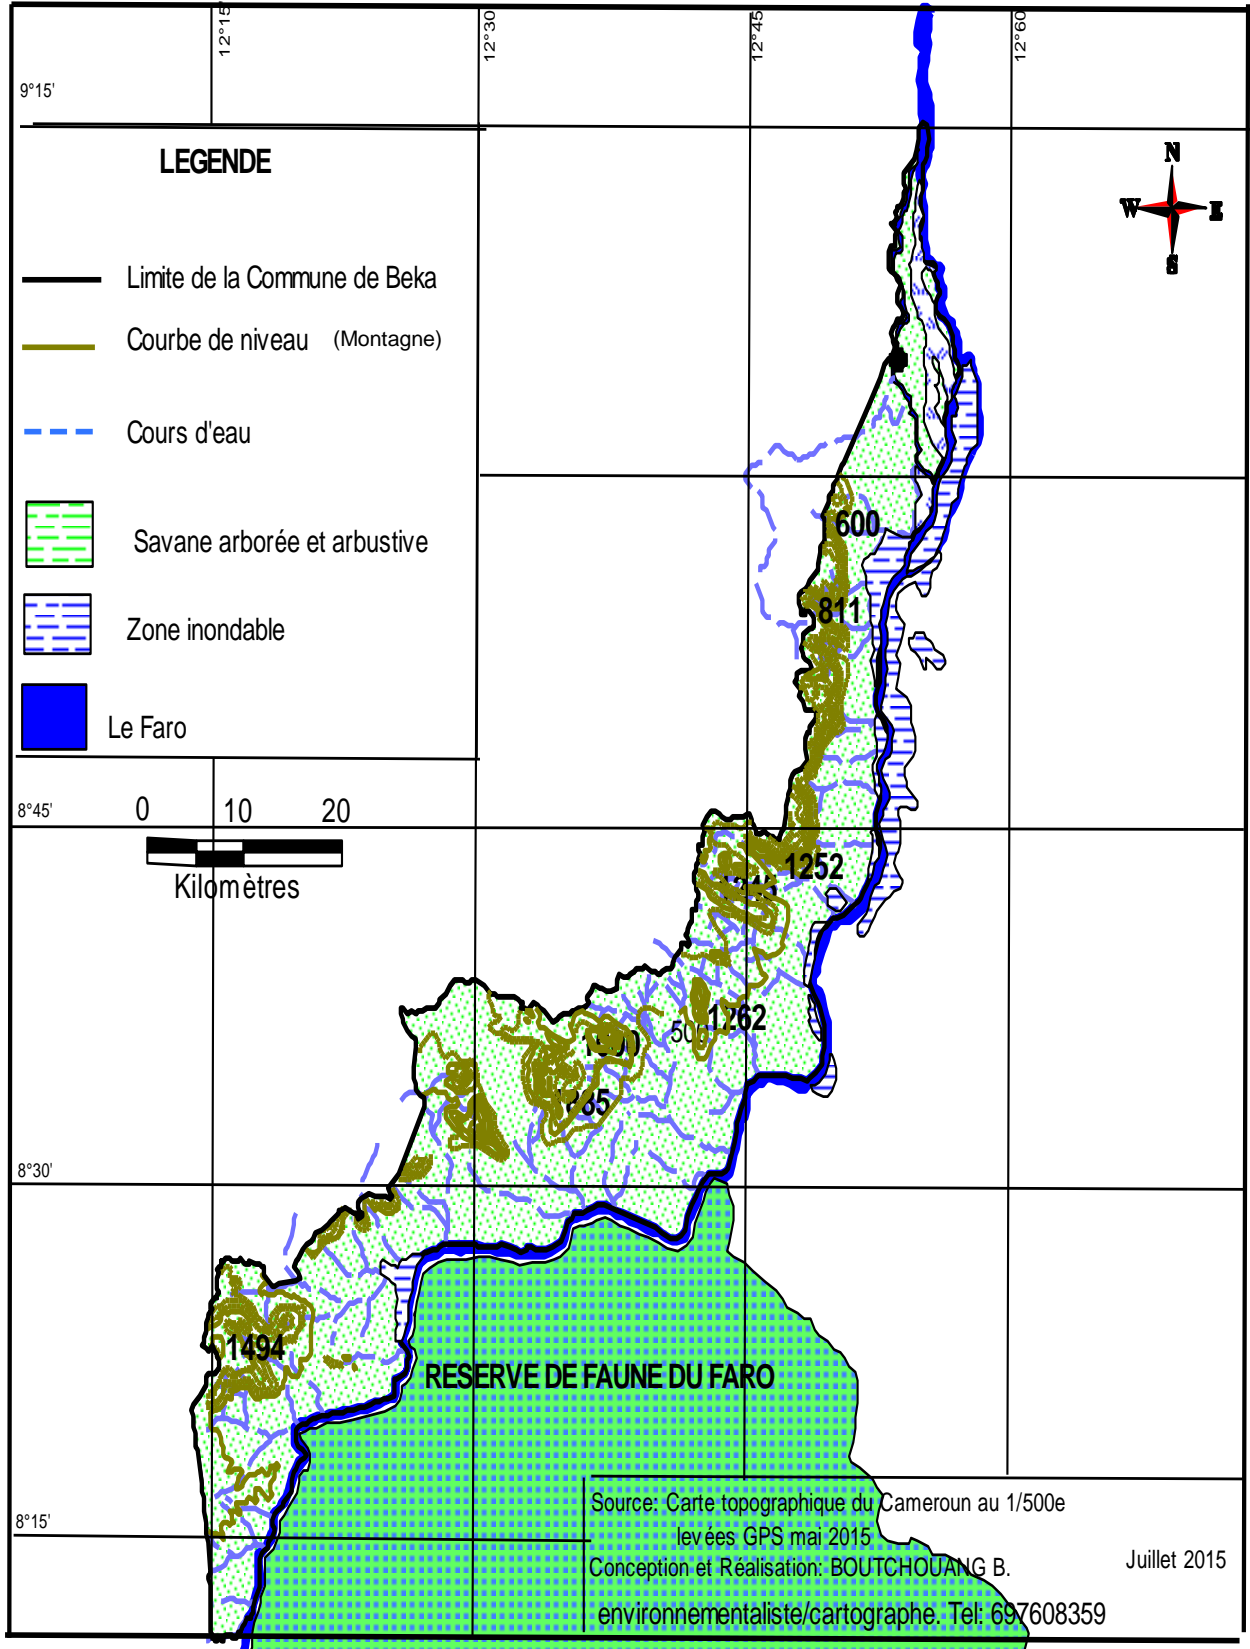 12°15'
12°30'
12°45'
12°60
9°15'
LEGENDE
N
W E
S
Limite de la Commune de Beka
Courbe de niveau (Montagne)
Cours d'eau
Savane arborée et arbustive
Zone inondable
Le Faro
600
811
8°45'
0 10 20
Kilomètres
1252
1262
8°30'
1494
RESERVE DE FAUNE DU FARO
Source: Carte topographique du Cameroun au 1/500e
levées GPS mai 2015
8°15'
Conception et Réalisation: BOUTCHOUANG B.
Juillet 2015
environnementaliste/cartographe. Tel: 697608359